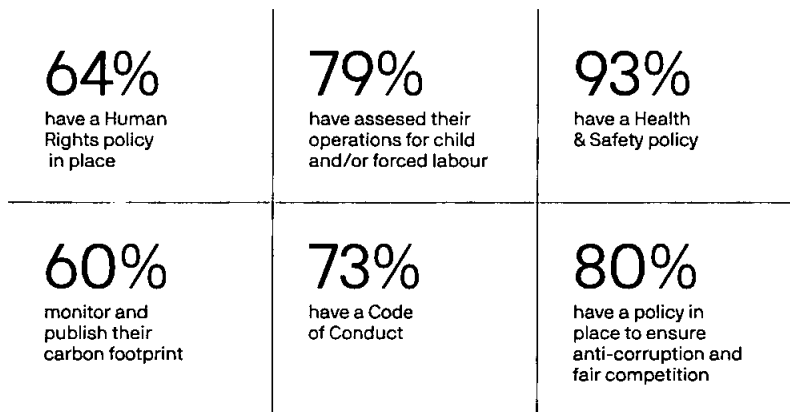 64%
have a Human
Rights policy
in place
79%
have assesed their
operations for child
and/or forced labour
93%
have a Health
& Safety policy
60%
monitor and
publish their
carbon footprint
73%
have a Code
of Conduct
80%
have a policy in
place to ensure
anti-corruption and
fair competition